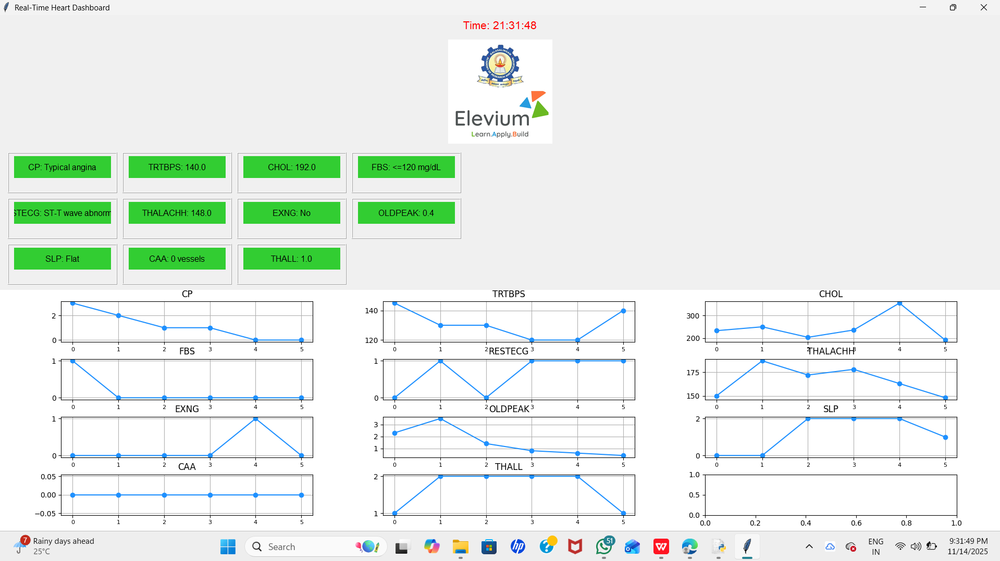 Real-Time Heart Dashboard
Time: 21:31:48
KALASALINGAM
ACADEMY OF RESEARCH AND EDUCATION
Elevium
Learn.Apply.Build
CP: Typical angina
TRTBPS: 140.0
CHOL: 192.0
FBS: <=120 mg/dL
STECG: ST-T wave abnorm
THALACHH: 148.0
EXNG: No
OLDPEAK: 0.4
SLP: Flat
CAA: 0 vessels
THALL: 1.0
CP
2
0
0 1 2 3 4 5
TRTBPS
140
120
0 1 2 3 4 5
CHOL
300
200
0 1 2 3 4 5
FBS
1
0
0 1 2 3 4 5
RESTECG
1
0
0 1 2 3 4 5
THALACHH
175
150
0 1 2 3 4 5
EXNG
1
0
0 1 2 3 4 5
OLDPEAK
3
2
1
0 1 2 3 4 5
SLP
2
0
0 1 2 3 4 5
CAA
0.05
0.00
−0.05
0 1 2 3 4 5
THALL
2
1
0 1 2 3 4 5
1.0
0.5
0.0
0.0 0.2 0.4 0.6 0.8 1.0
7
Rainy days ahead
25°C
Search
hp
51
ENG
IN
9:31:49 PM
11/14/2025